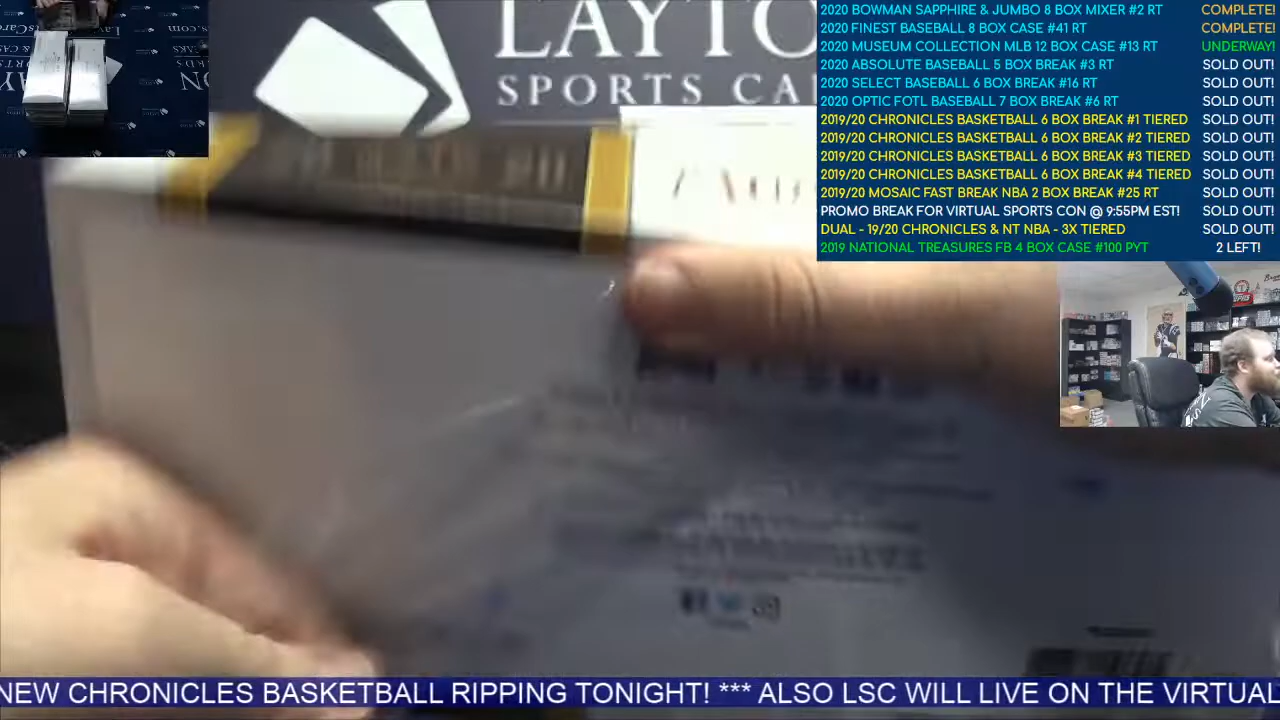 LAYTO
SPORTS CA
2020 BOWMAN SAPPHIRE & JUMBO 8 BOX MIXER #2 RT COMPLETE!
2020 FINEST BASEBALL 8 BOX CASE #41 RT COMPLETE!
2020 MUSEUM COLLECTION MLB 12 BOX CASE #13 RT UNDERWAY!
2020 ABSOLUTE BASEBALL 5 BOX BREAK #3 RT SOLD OUT!
2020 SELECT BASEBALL 6 BOX BREAK #16 RT SOLD OUT!
2020 OPTIC FOTL BASEBALL 7 BOX BREAK #6 RT SOLD OUT!
2019/20 CHRONICLES BASKETBALL 6 BOX BREAK #1 TIERED SOLD OUT!
2019/20 CHRONICLES BASKETBALL 6 BOX BREAK #2 TIERED SOLD OUT!
2019/20 CHRONICLES BASKETBALL 6 BOX BREAK #3 TIERED SOLD OUT!
2019/20 CHRONICLES BASKETBALL 6 BOX BREAK #4 TIERED SOLD OUT!
2019/20 MOSAIC FAST BREAK NBA 2 BOX BREAK #25 RT SOLD OUT!
PROMO BREAK FOR VIRTUAL SPORTS CON @ 9:55PM EST! SOLD OUT!
DUAL - 19/20 CHRONICLES & NT NBA - 3X TIERED SOLD OUT!
2019 NATIONAL TREASURES FB 4 BOX CASE #100 PYT 2 LEFT!
NEW CHRONICLES BASKETBALL RIPPING TONIGHT! *** ALSO LSC WILL LIVE ON THE VIRTUAL